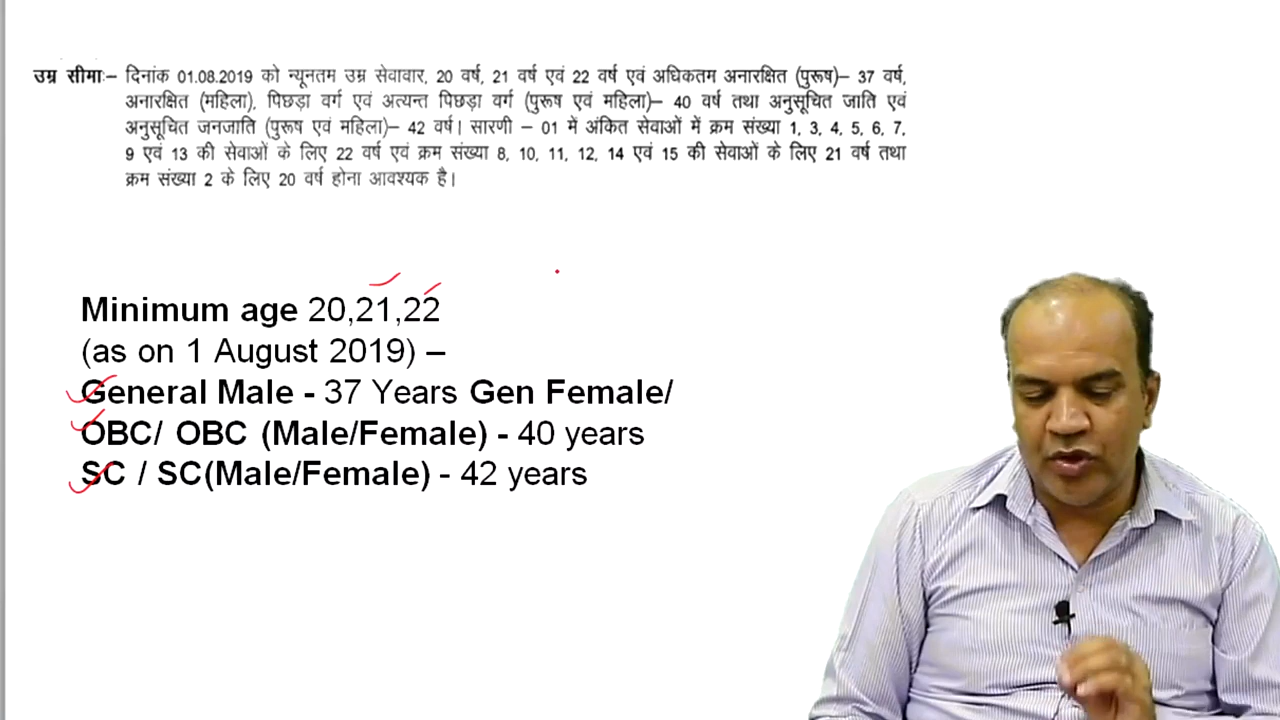 उम्र सीमाः– दिनांक 01.08.2019 को न्यूनतम उम्र सेवावार, 20 वर्ष, 21 वर्ष एवं 22 वर्ष एवं अधिकतम अनारक्षित (पुरूष)– 37 वर्ष,
अनारक्षित (महिला), पिछड़ा वर्ग एवं अत्यन्त पिछड़ा वर्ग (पुरूष एवं महिला)– 40 वर्ष तथा अनुसूचित जाति एवं
अनुसूचित जनजाति (पुरूष एवं महिला)– 42 वर्ष। सारणी – 01 में अंकित सेवाओं में क्रम संख्या 1, 3, 4, 5, 6, 7,
9 एवं 13 की सेवाओं के लिए 22 वर्ष एवं क्रम संख्या 8, 10, 11, 12, 14 एवं 15 की सेवाओं के लिए 21 वर्ष तथा
क्रम संख्या 2 के लिए 20 वर्ष होना आवश्यक है।
Minimum age 20,21,22
(as on 1 August 2019) –
General Male - 37 Years Gen Female/
OBC/ OBC (Male/Female) - 40 years
SC / SC(Male/Female) - 42 years